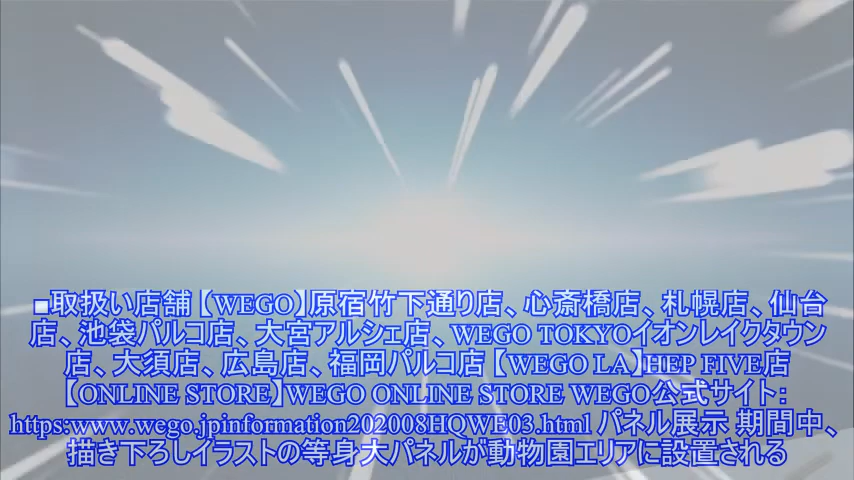 ■取扱い店舗【WEGO】原宿竹下通り店、心斎橋店、札幌店、仙台
店、池袋パルコ店、大宮アルシェ店、WEGO TOKYOイオンレイクタウン
店、大須店、広島店、福岡パルコ店【WEGO LA】HEP FIVE店
【ONLINE STORE】WEGO ONLINE STORE WEGO公式サイト:
https:www.wego.jpinformation202008HQWE03.html パネル展示 期間中、
描き下ろしイラストの等身大パネルが動物園エリアに設置される